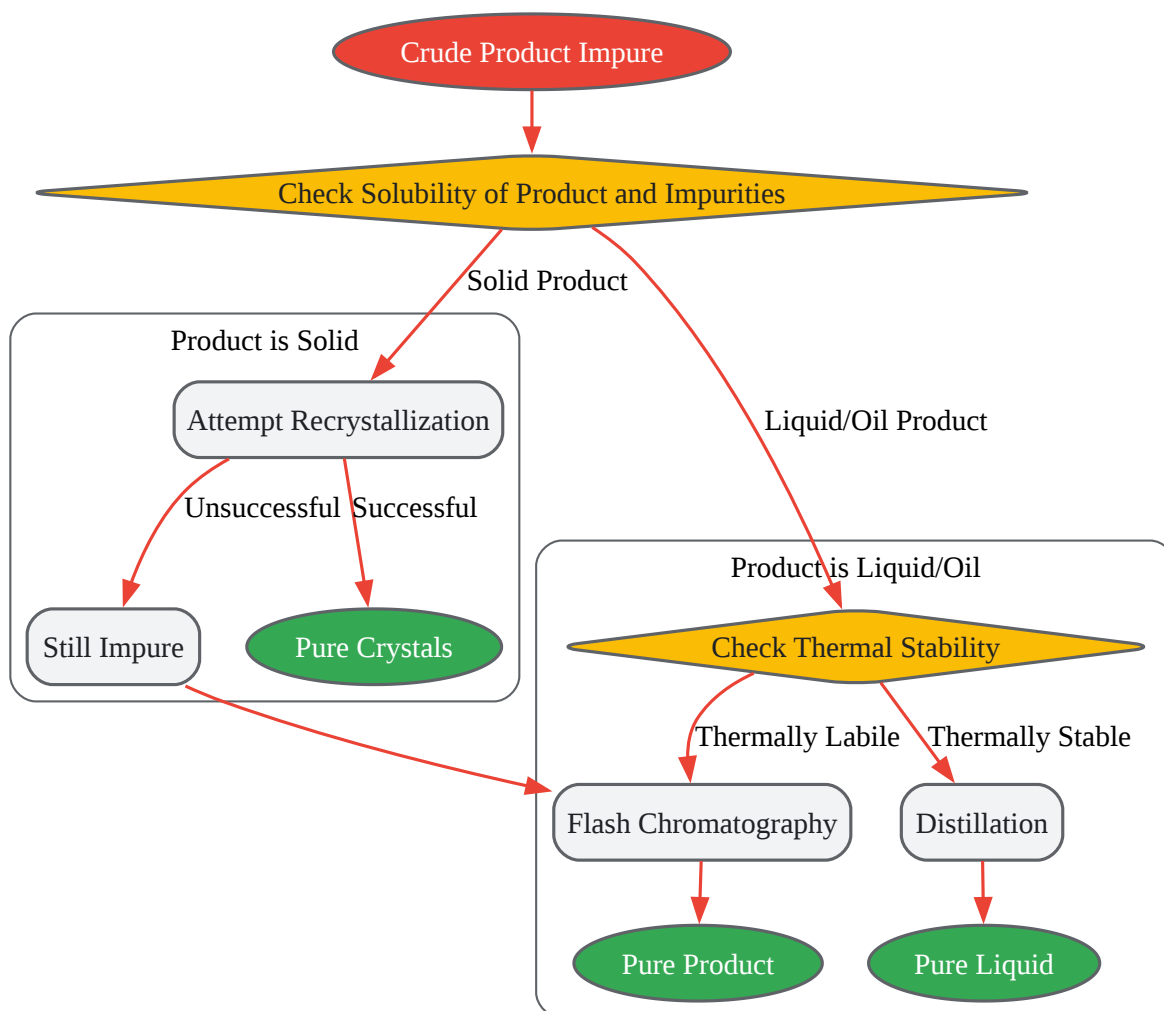 Crude Product Impure
Check Solubility of Product and Impurities
Solid Product
Product is Solid
Attempt Recrystallization
Liquid/Oil Product
Unsuccessful
Successful
Product is Liquid/Oil
Still Impure
Pure Crystals
Check Thermal Stability
Thermally Labile
Thermally Stable
Flash Chromatography
Distillation
Pure Product
Pure Liquid